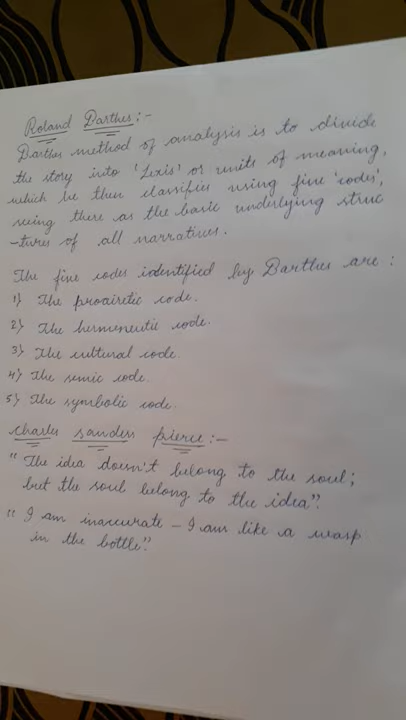 Roland Barthes :-
Barthes method of analysis is to divide
the story into 'Lexis' or units of meaning,
which he then classifies using five 'codes',
seeing there as the basic underlying struc
-tures of all narratives.
The five codes identified by Barthes are :
1) The proairetic code.
2) The hermeneutic code.
3) The cultural code.
4) The semic code.
5) The symbolic code.
Charles sanders pierce :-
"The idea doesn't belong to the soul;
but the soul belong to the idea".
"I am inaccurate - I am like a wasp
in the bottle".